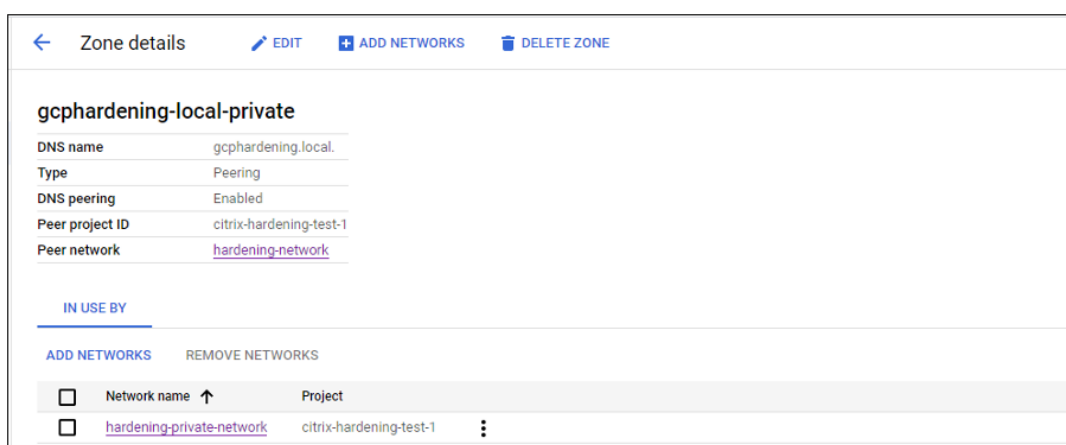 Zone details EDIT ADD NETWORKS DELETE ZONE
gcphardening-local-private
DNS name gcphardening.local.
Type Peering
DNS peering Enabled
Peer project ID citrix-hardening-test-1
Peer network hardening-network
IN USE BY
ADD NETWORKS REMOVE NETWORKS
Network name Project
hardening-private-network citrix-hardening-test-1